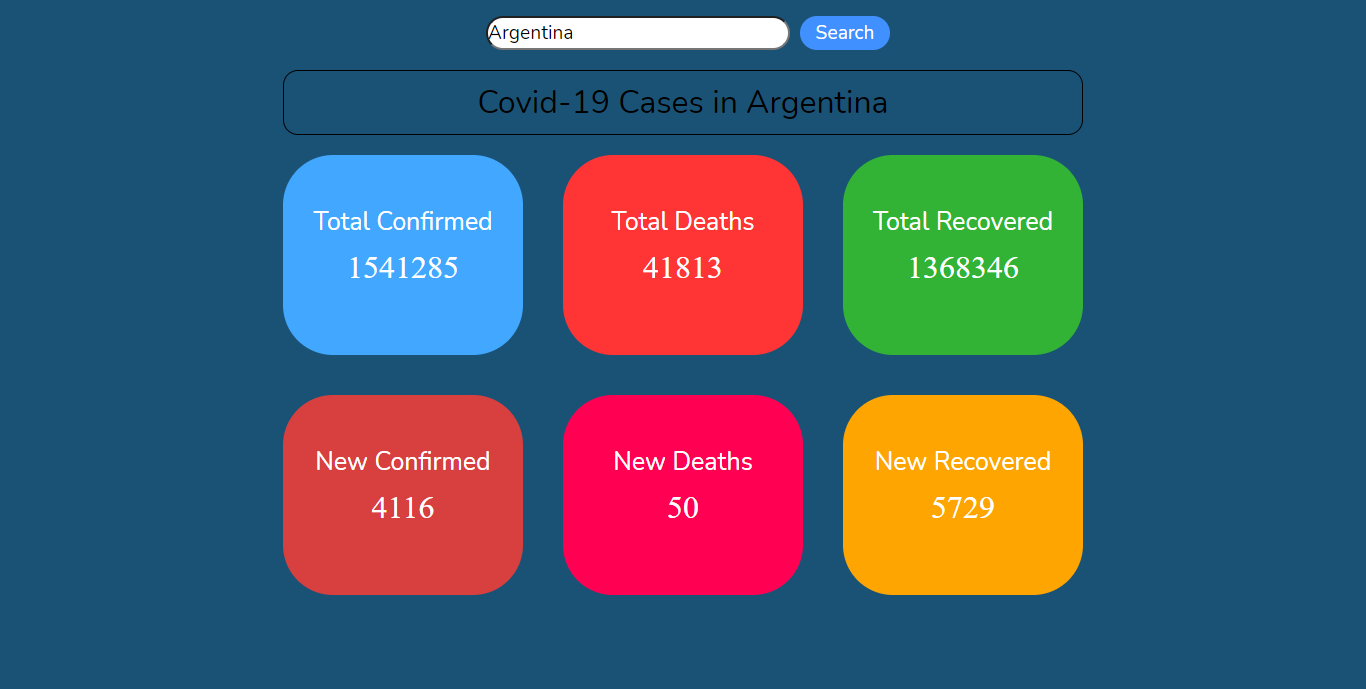 Argentina Search
Covid-19 Cases in Argentina
Total Confirmed
1541285
Total Deaths
41813
Total Recovered
1368346
New Confirmed
4116
New Deaths
50
New Recovered
5729